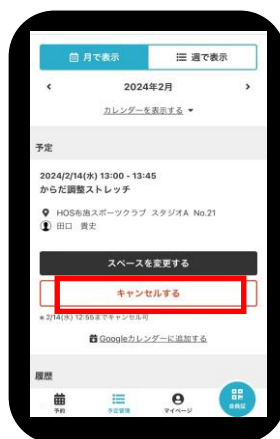 月で表示
週で表示
2024年2月
カレンダーを表示する
予定
2024/2/14(水) 13:00 - 13:45
からだ調整ストレッチ
HOS布施スポーツクラブ スタジオA No.21
田口 貴史
スペースを変更する
キャンセルする
※2/14(水) 12:55までキャンセル可
Googleカレンダーに追加する
履歴
予約
予定管理
マイページ
会員証